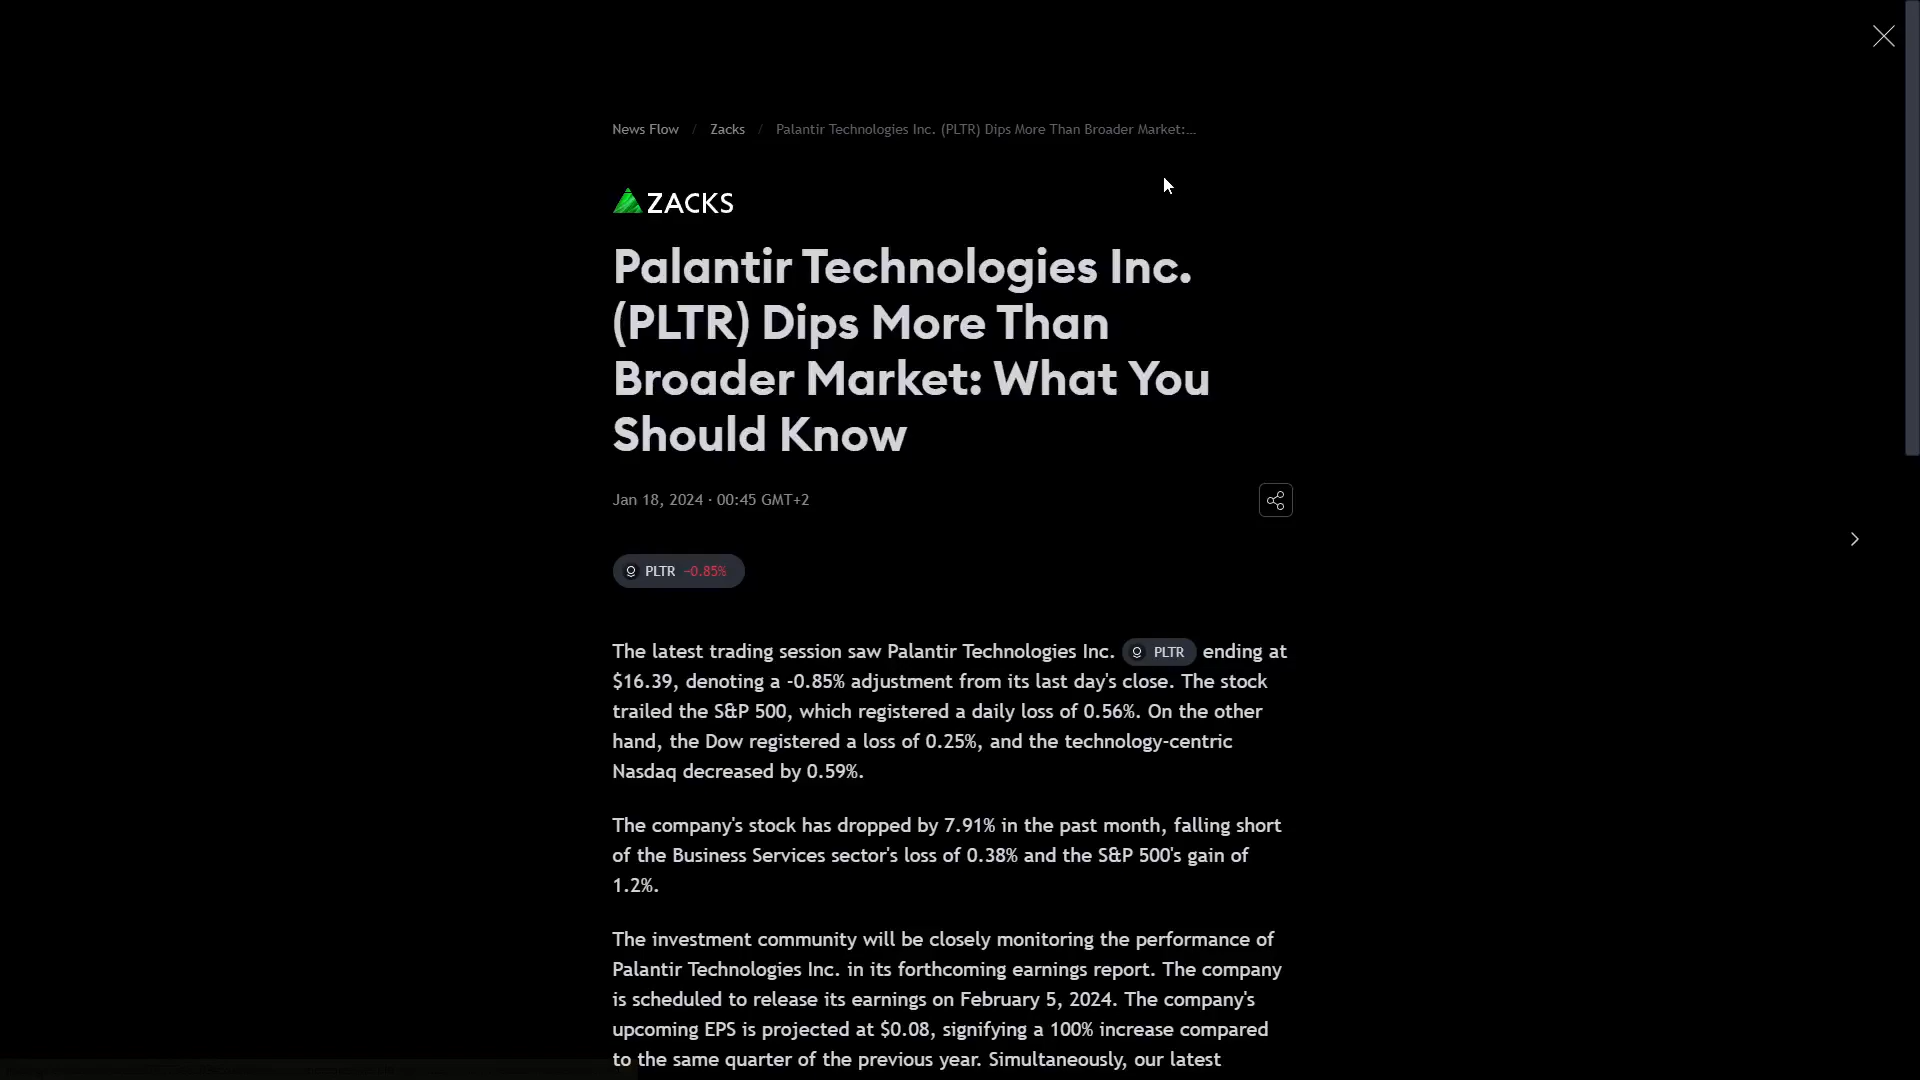 News Flow / Zacks / Palantir Technologies Inc. (PLTR) Dips More Than Broader Market:...
ZACKS
Palantir Technologies Inc.
(PLTR) Dips More Than
Broader Market: What You
Should Know
Jan 18, 2024 · 00:45 GMT+2
PLTR −0.85%
The latest trading session saw Palantir Technologies Inc. PLTR ending at
$16.39, denoting a -0.85% adjustment from its last day's close. The stock
trailed the S&P 500, which registered a daily loss of 0.56%. On the other
hand, the Dow registered a loss of 0.25%, and the technology-centric
Nasdaq decreased by 0.59%.
The company's stock has dropped by 7.91% in the past month, falling short
of the Business Services sector's loss of 0.38% and the S&P 500's gain of
1.2%.
The investment community will be closely monitoring the performance of
Palantir Technologies Inc. in its forthcoming earnings report. The company
is scheduled to release its earnings on February 5, 2024. The company's
upcoming EPS is projected at $0.08, signifying a 100% increase compared
to the same quarter of the previous year. Simultaneously, our latest